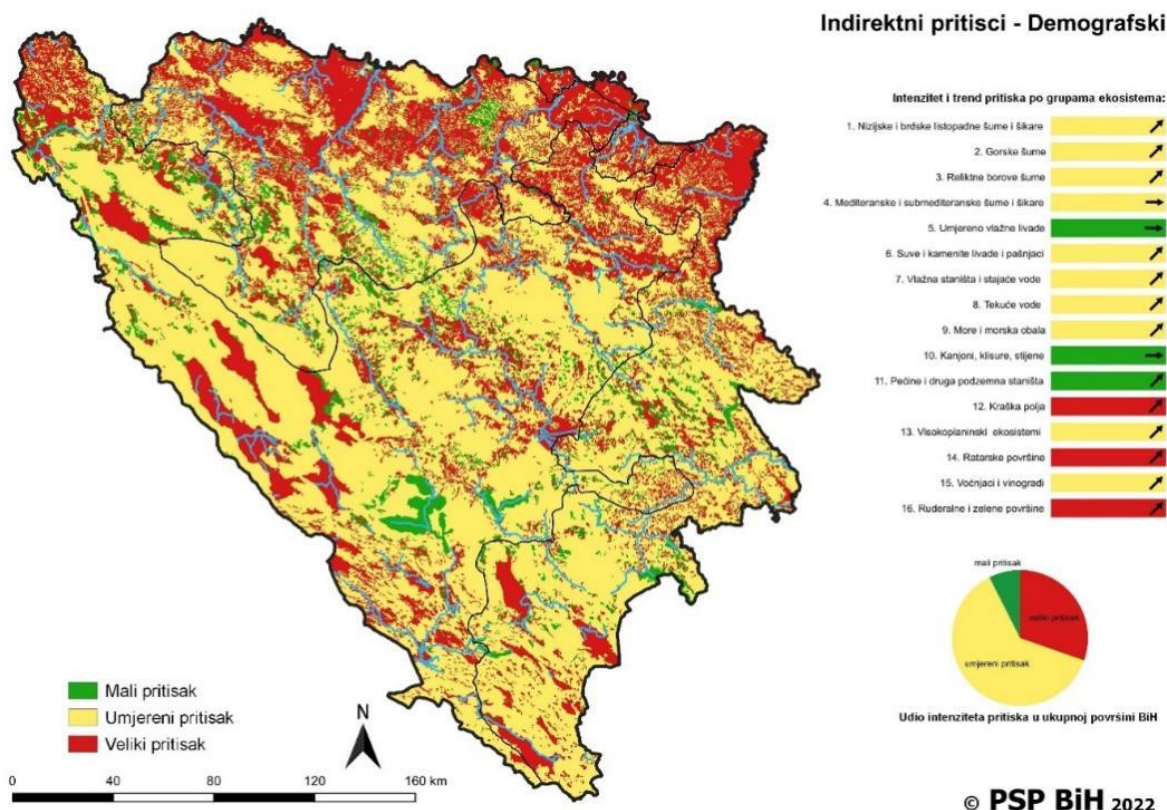 Indirektni pritisci - Demografski
Intenzitet i trend pritiska po grupama ekosistema:
1. Nizijske i brdske listopadne šume i šikare
2. Gorske šume
3. Reliktne borove šume
4. Mediteranske i submediteranske šume i šikare
5. Umjereno vlažne livade
6. Suve i kamenite livade i pašnjaci
7. Vlažna staništa i stajaće vode
8. Tekuće vode
9. More i morska obala
10. Kanjoni, klisure, stijene
11. Pećine i druga podzemna staništa
12. Kraška polja
13. Visokoplaninski ekosistemi
14. Ratarske površine
15. Voćnjaci i vinogradi
16. Ruderalne i zelene površine
mali pritisak
veliki pritisak
umjereni pritisak
Udio intenziteta pritiska u ukupnoj površini BiH
Mali pritisak
Umjereni pritisak
Veliki pritisak
N
0 40 80 120 160 km
© PSP BiH 2022